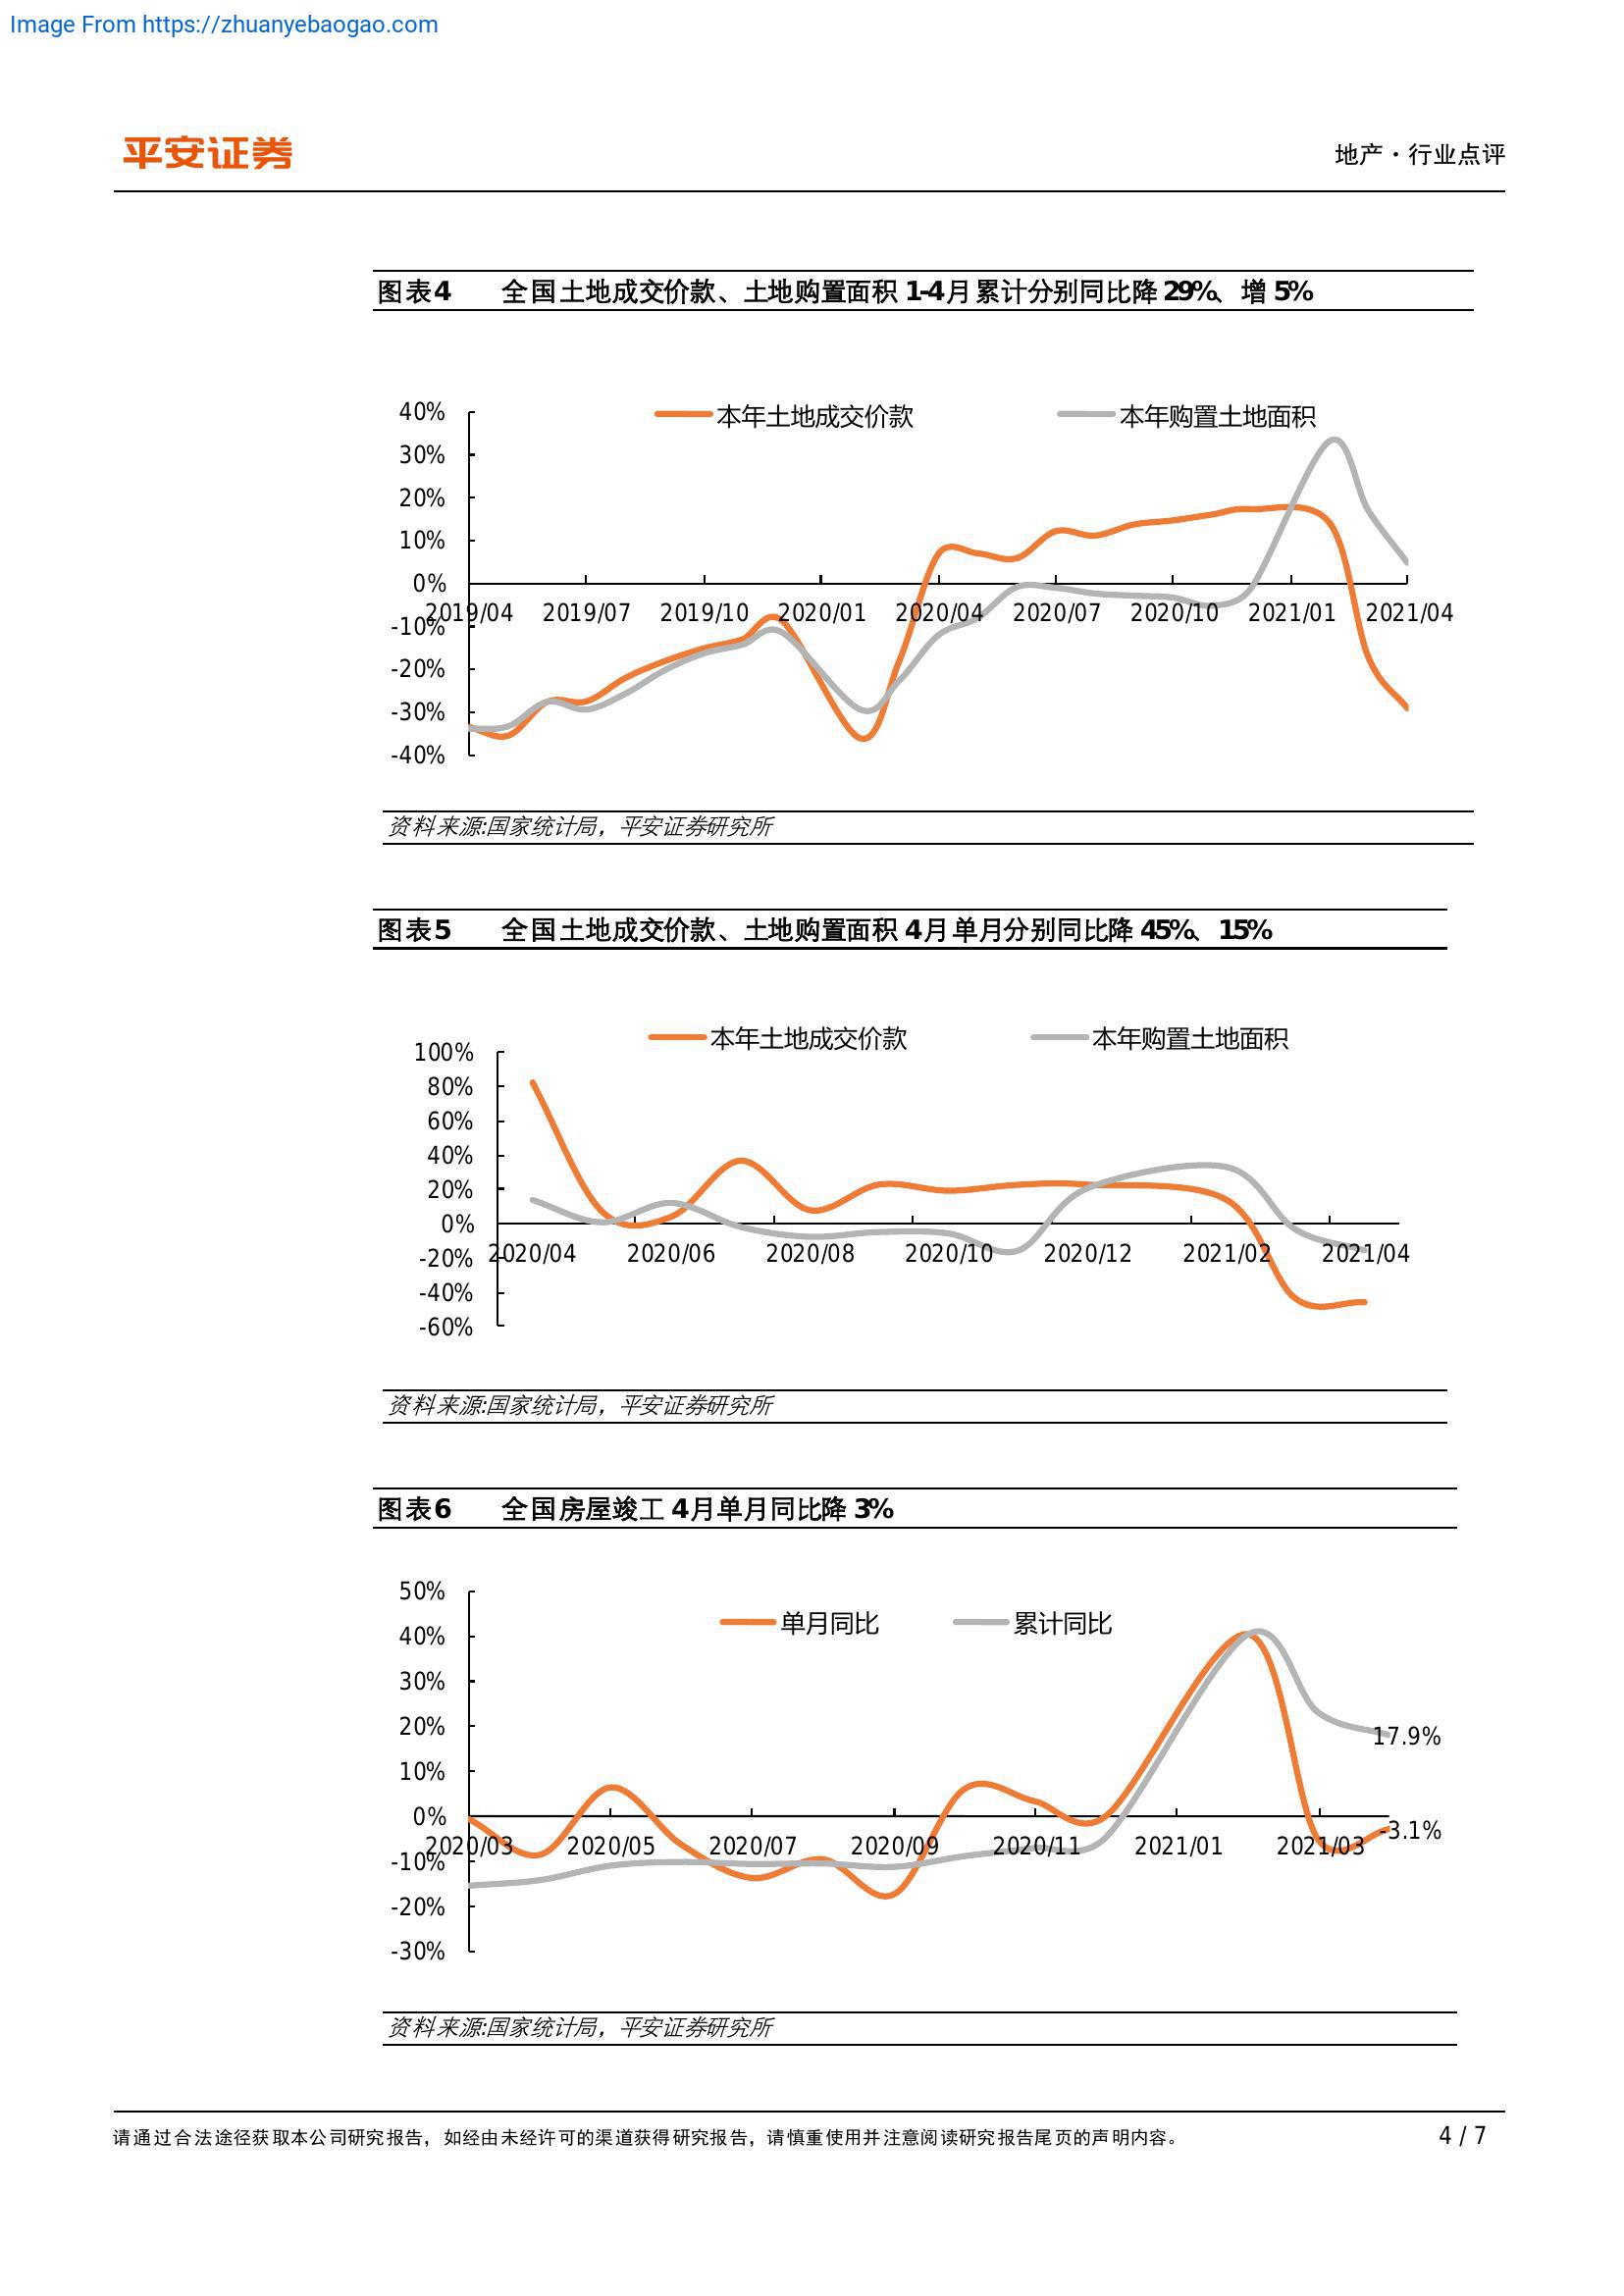 Image From https://zhuanyebaogao.com
平安证券
地产·行业点评
图表4 全国土地成交价款、土地购置面积 1-4月累计分别同比降29%、增 5%
本年土地成交价款 本年购置土地面积
40%
30%
20%
10%
0%
-10%
-20%
-30%
-40%
2019/04 2019/07 2019/10 2020/01 2020/04 2020/07 2020/10 2021/01 2021/04
资料来源:国家统计局，平安证券研究所
图表5 全国土地成交价款、土地购置面积 4月单月分别同比降 45%、15%
本年土地成交价款 本年购置土地面积
100%
80%
60%
40%
20%
0%
-20%
-40%
-60%
2020/04 2020/06 2020/08 2020/10 2020/12 2021/02 2021/04
资料来源:国家统计局，平安证券研究所
图表6 全国房屋竣工 4月单月同比降 3%
单月同比 累计同比
50%
40%
30%
20%
10%
0%
-10%
-20%
-30%
17.9%
-3.1%
2020/03 2020/05 2020/07 2020/09 2020/11 2021/01 2021/03
资料来源:国家统计局，平安证券研究所
请通过合法途径获取本公司研究报告，如经由未经许可的渠道获得研究报告，请慎重使用并注意阅读研究报告尾页的声明内容。
4 / 7